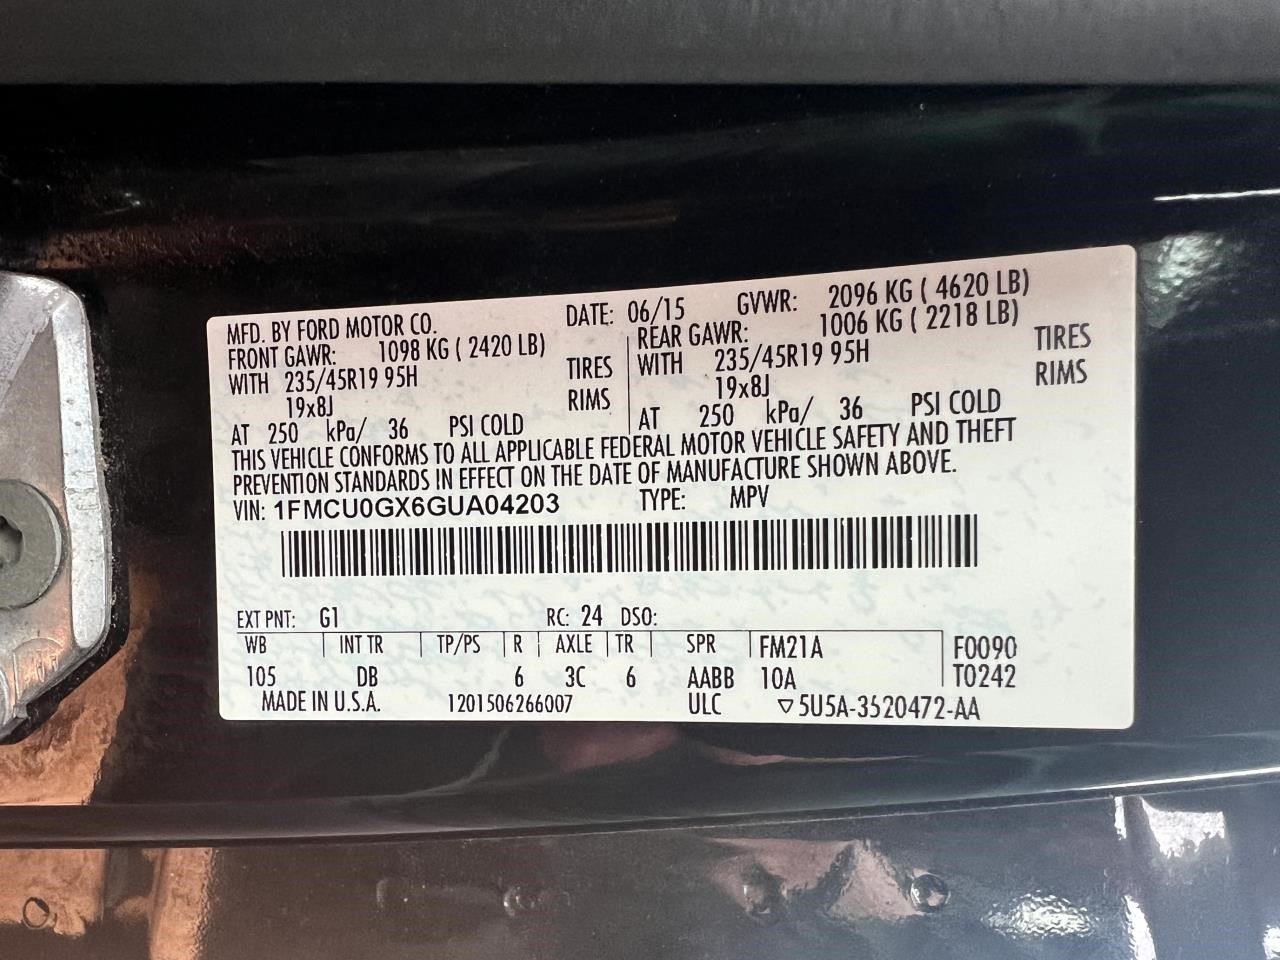 MFD. BY FORD MOTOR CO. DATE: 06/15 GVWR: 2096 KG ( 4620 LB)
FRONT GAWR: 1098 KG ( 2420 LB) REAR GAWR: 1006 KG ( 2218 LB)
WITH 235/45R19 95H TIRES WITH 235/45R19 95H TIRES
19x8J RIMS 19x8J RIMS
AT 250 kPa/ 36 PSI COLD AT 250 kPa/ 36 PSI COLD
THIS VEHICLE CONFORMS TO ALL APPLICABLE FEDERAL MOTOR VEHICLE SAFETY AND THEFT
PREVENTION STANDARDS IN EFFECT ON THE DATE OF MANUFACTURE SHOWN ABOVE.
VIN: 1FMCU0GX6GUA04203 TYPE: MPV
EXT PNT: G1 RC: 24 DSO:
WB INT TR TP/PS R AXLE TR SPR FM21A F0090
105 DB 6 3C 6 AABB 10A T0242
MADE IN U.S.A. 1201506266007 ULC ▽5U5A-3520472-AA